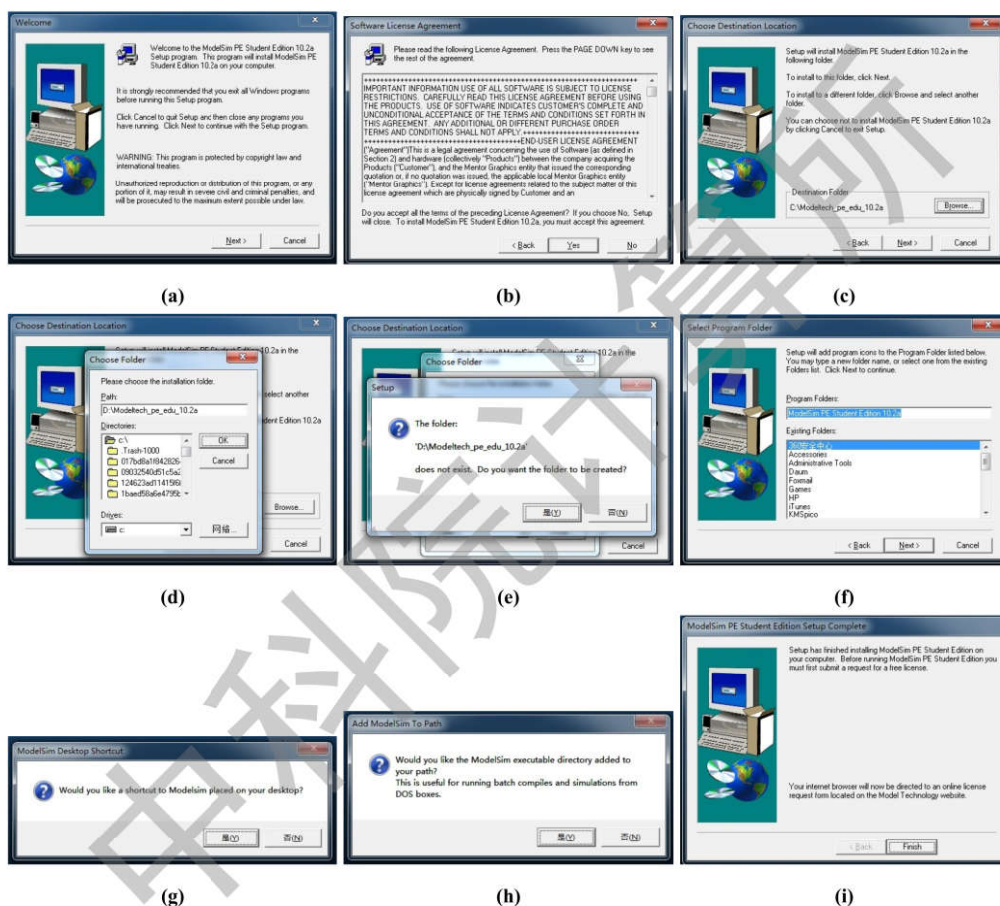 Welcome
Welcome to the ModelSim PE Student Edition 10.2a
Setup program. This program will install ModelSim PE
Student Edition 10.2a on your computer.
It is strongly recommended that you exit all Windows programs
before running this Setup program.
Click Cancel to quit Setup and then close any programs you
have running. Click Next to continue with the Setup program.
WARNING: This program is protected by copyright law and
international treaties.
Unauthorized reproduction or distribution of this program, or any
portion of it, may result in severe civil and criminal penalties, and
will be prosecuted to the maximum extent possible under law.
Next >
Cancel
(a)
Software License Agreement
Please read the following License Agreement. Press the PAGE DOWN key to see
the rest of the agreement.
IMPORTANT INFORMATION USE OF ALL SOFTWARE IS SUBJECT TO LICENSE
RESTRICTIONS. CAREFULLY READ THIS LICENSE AGREEMENT BEFORE USING
THE PRODUCTS. USE OF SOFTWARE INDICATES CUSTOMER'S COMPLETE AND
UNCONDITIONAL ACCEPTANCE OF THE TERMS AND CONDITIONS SET FORTH IN
THIS AGREEMENT. ANY ADDITIONAL OR DIFFERENT PURCHASE ORDER
TERMS AND CONDITIONS SHALL NOT APPLY.
END-USER LICENSE AGREEMENT
("Agreement")This is a legal agreement concerning the use of Software (as defined in
Section 2) and hardware (collectively "Products") between the company acquiring the
Products ("Customer"), and the Mentor Graphics entity that issued the corresponding
quotation or, if no quotation was issued, the applicable local Mentor Graphics entity
("Mentor Graphics"). Except for license agreements related to the subject matter of this
license agreement which are physically signed by Customer and an
Do you accept all the terms of the preceding License Agreement? If you choose No, Setup
will close. To install ModelSim PE Student Edition 10.2a, you must accept this agreement.
< Back
Yes
No
(b)
Choose Destination Location
Setup will install ModelSim PE Student Edition 10.2a in the
following folder.
To install to this folder, click Next.
To install to a different folder, click Browse and select another
folder.
You can choose not to install ModelSim PE Student Edition 10.2a
by clicking Cancel to exit Setup.
Destination Folder
C:\Modeltech_pe_edu_10.2a
Browse...
< Back
Next >
Cancel
(c)
Choose Destination Location
Choose Folder
Please choose the installation folder.
Path:
D:\Modeltech_pe_edu_10.2a
Directories:
c:\
.Trash-1000
017bd8a1f842826
09032540d51c5a2
124623ad11415f6
1baed58a6e4795b
OK
Cancel
Drives:
c:
网络...
10.2a in the
select another
dent Edition 10.2a
Browse...
Cancel
(d)
Choose Destination Location
10.2a in the
Choose Folder
Setup
The folder:
'D:\Modeltech_pe_edu_10.2a'
does not exist. Do you want the folder to be created?
是(Y)
否(N)
Cancel
(e)
Select Program Folder
Setup will add program icons to the Program Folder listed below.
You may type a new folder name, or select one from the existing
Folders list. Click Next to continue.
Program Folders:
ModelSim PE Student Edition 10.2a
Existing Folders:
360安全中心
Accessories
Administrative Tools
Daum
Foxmail
Games
HP
iTunes
KMSpico
< Back
Next >
Cancel
(f)
ModelSim Desktop Shortcut
Would you like a shortcut to Modelsim placed on your desktop?
是(Y)
否(N)
(g)
Add ModelSim To Path
Would you like the ModelSim executable directory added to
your path?
This is useful for running batch compiles and simulations from
DOS boxes.
是(Y)
否(N)
(h)
ModelSim PE Student Edition Setup Complete
Setup has finished installing ModelSim PE Student Edition on
your computer. Before running ModelSim PE Student Edition you
must first submit a request for a free license.
Your internet browser will now be directed to an online license
request form located on the Model Technology website.
< Back
Finish
(i)
中科院计算所